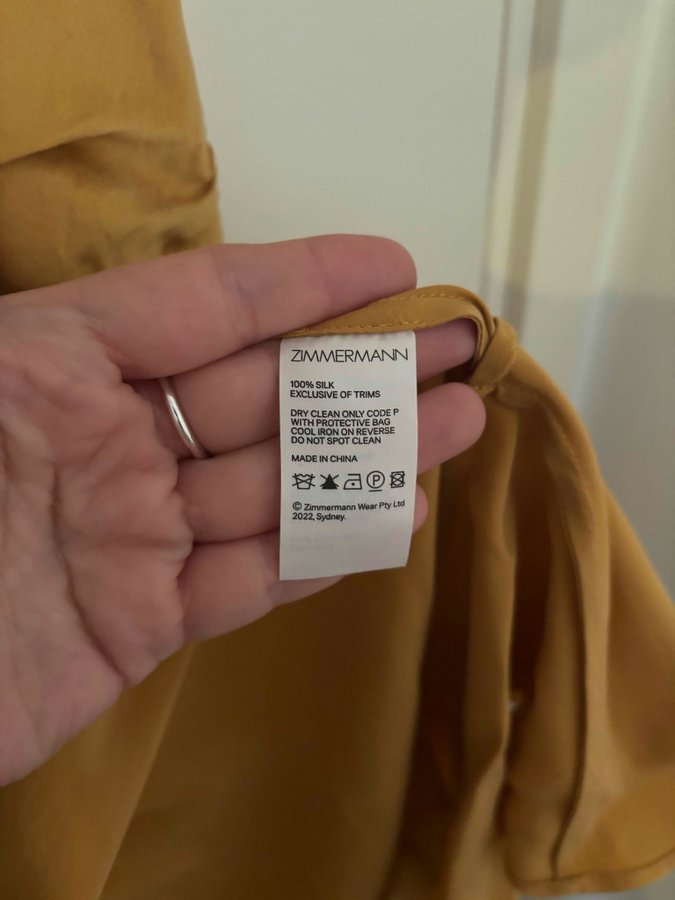 ZIMMERMANN
100% SILK
EXCLUSIVE OF TRIMS
DRY CLEAN ONLY CODE P
WITH PROTECTIVE BAG
COOL IRON ON REVERSE
DO NOT SPOT CLEAN
MADE IN CHINA
P
© Zimmermann Wear Pty Ltd
2022, Sydney.